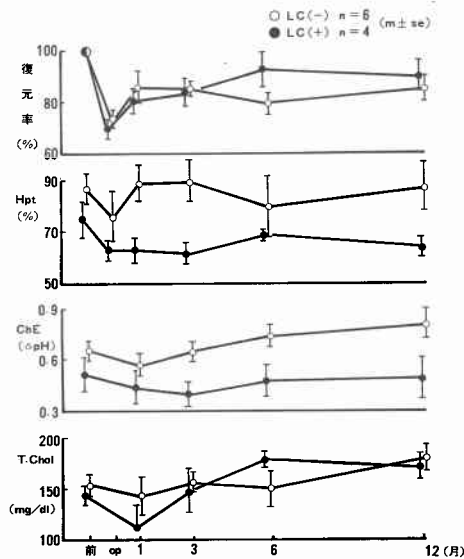 ○ LC(−) n=6
● LC(+) n=4 (m±se)
100
80
60
復元率
(%)
90
70
50
Hpt
(%)
0.9
0.6
0.3
ChE
(△pH)
200
150
100
T.Chol
(mg/dl)
前 op 1 3 6 12(月)